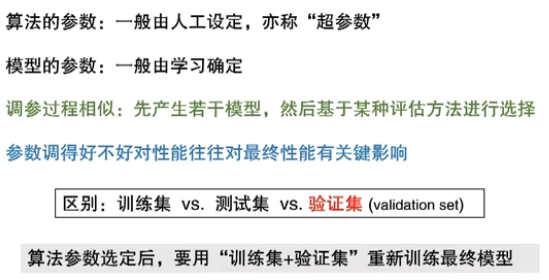 算法的参数：一般由人工设定，亦称“超参数”
模型的参数：一般由学习确定
调参过程相似：先产生若干模型，然后基于某种评估方法进行选择
参数调得好不好对性能往往对最终性能有关键影响
区别：训练集 vs. 测试集 vs. 验证集 (validation set)
算法参数选定后，要用“训练集+验证集”重新训练最终模型